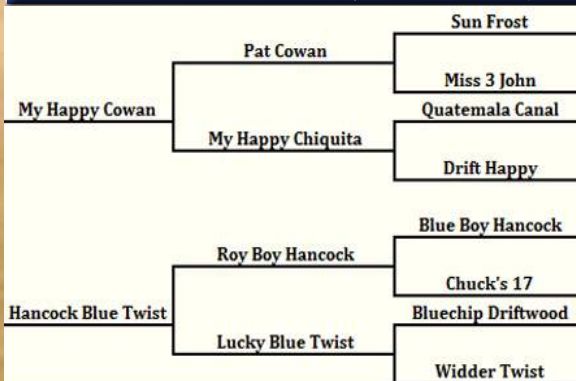 Sun Frost
Pat Cowan
Miss 3 John
My Happy Cowan
Quatemala Canal
My Happy Chiquita
Drift Happy
Blue Boy Hancock
Roy Boy Hancock
Chuck's 17
Hancock Blue Twist
Bluechip Driftwood
Lucky Blue Twist
Widder Twist